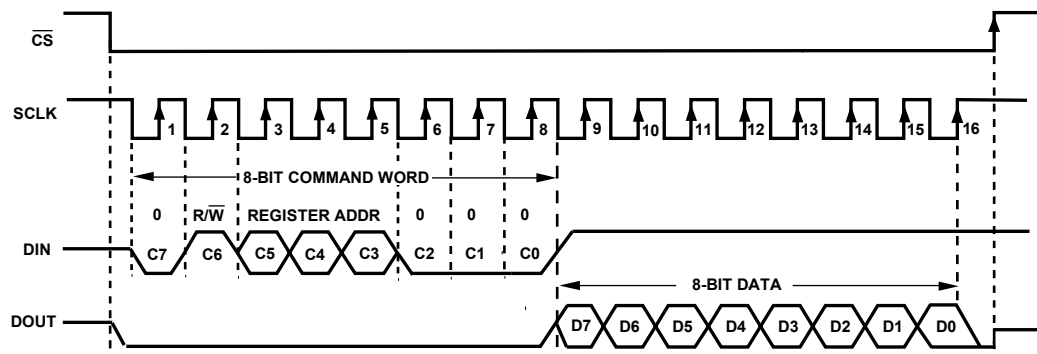 CS
SCLK
1 2 3 4 5 6 7 8 9 10 11 12 13 14 15 16
8-BIT COMMAND WORD
0 R/W REGISTER ADDR 0 0 0
DIN
C7 C6 C5 C4 C3 C2 C1 C0
8-BIT DATA
DOUT
D7 D6 D5 D4 D3 D2 D1 D0